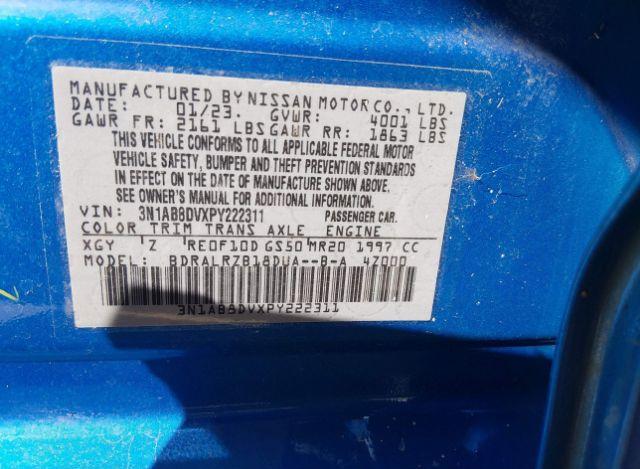 MANUFACTURED BY NISSAN MOTOR CO., LTD.
DATE: 01/23. GVWR: 4001 LBS
GAWR FR: 2161 LBS GAWR RR: 1863 LBS
THIS VEHICLE CONFORMS TO ALL APPLICABLE FEDERAL MOTOR
VEHICLE SAFETY, BUMPER AND THEFT PREVENTION STANDARDS
IN EFFECT ON THE DATE OF MANUFACTURE SHOWN ABOVE.
SEE OWNER'S MANUAL FOR ADDITIONAL INFORMATION.
VIN: 3N1AB8DVXPY222311 PASSENGER CAR.
COLOR TRIM TRANS AXLE ENGINE
XGY 'Z 'RE0F10D GS50 MR20 1997 CC
MODEL: BDRALRZB18DUA--B-A 4Z000
3N1AB8DVXPY222311